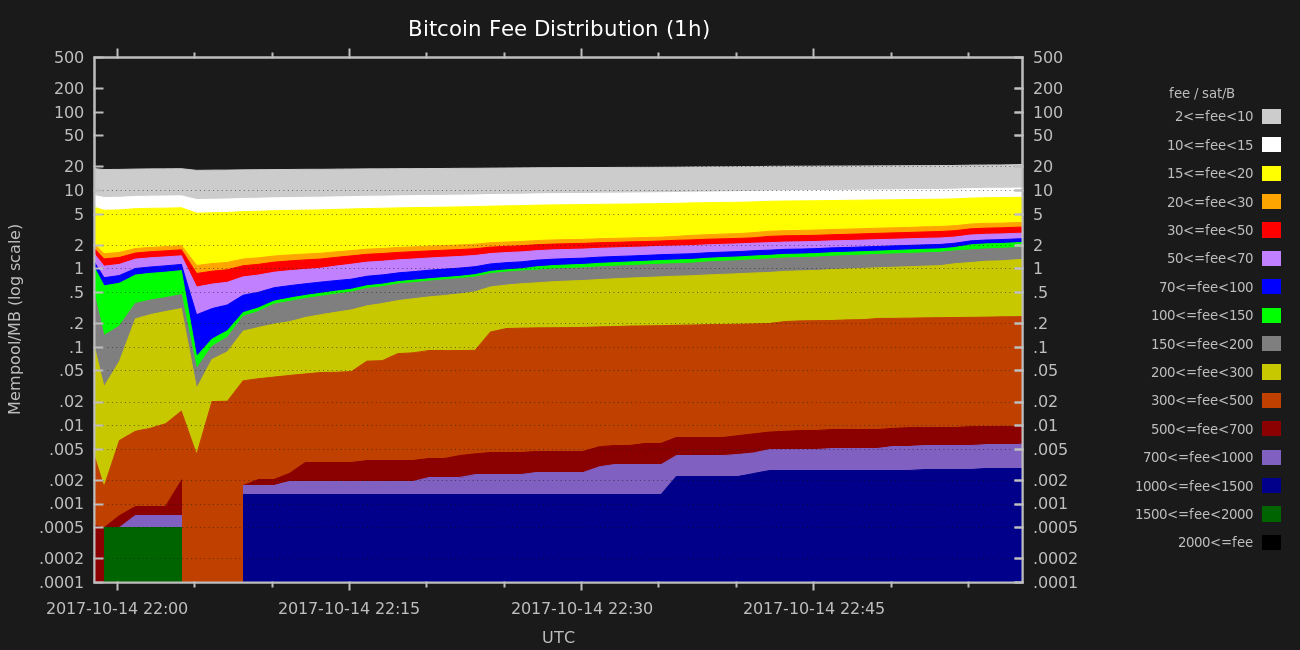 Bitcoin Fee Distribution (1h)
500
200
100
50
20
10
5
2
1
.5
.2
.1
.05
.02
.01
.005
.002
.001
.0005
.0002
.0001
Mempool/MB (log scale)
500
200
100
50
20
10
5
2
1
.5
.2
.1
.05
.02
.01
.005
.002
.001
.0005
.0002
.0001
2017-10-14 22:00 2017-10-14 22:15 2017-10-14 22:30 2017-10-14 22:45
UTC
fee / sat/B
2<=fee<10
10<=fee<15
15<=fee<20
20<=fee<30
30<=fee<50
50<=fee<70
70<=fee<100
100<=fee<150
150<=fee<200
200<=fee<300
300<=fee<500
500<=fee<700
700<=fee<1000
1000<=fee<1500
1500<=fee<2000
2000<=fee